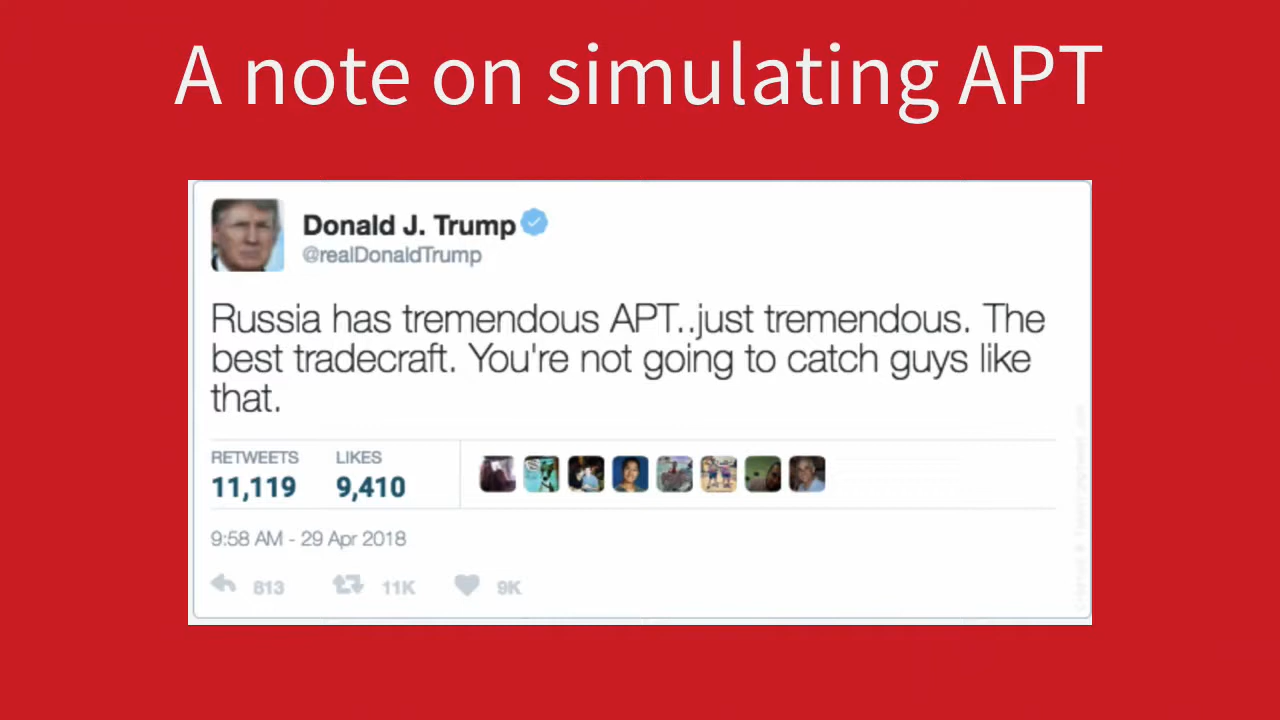 A note on simulating APT
Donald J. Trump
@realDonaldTrump
Russia has tremendous APT..just tremendous. The
best tradecraft. You're not going to catch guys like
that.
RETWEETS LIKES
11,119 9,410
9:58 AM - 29 Apr 2018
813 11K 9K